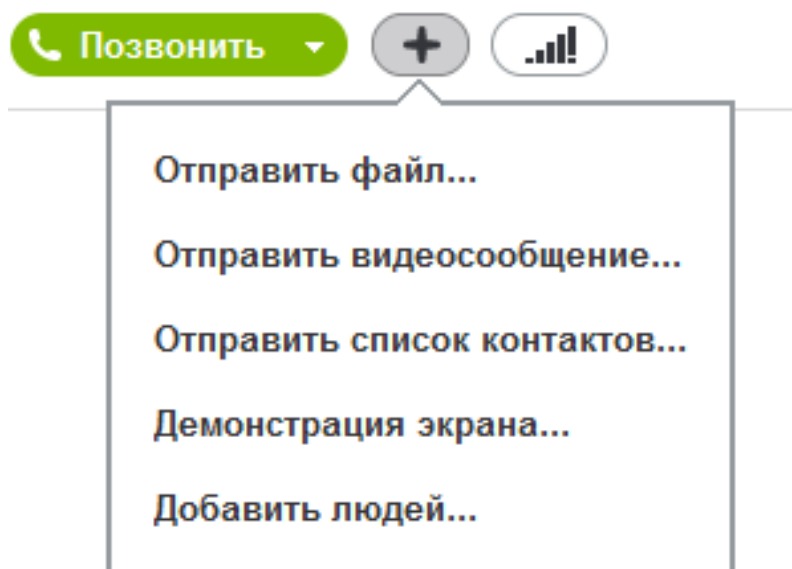 Позвонить
Отправить файл...
Отправить видеосообщение...
Отправить список контактов...
Демонстрация экрана...
Добавить людей...